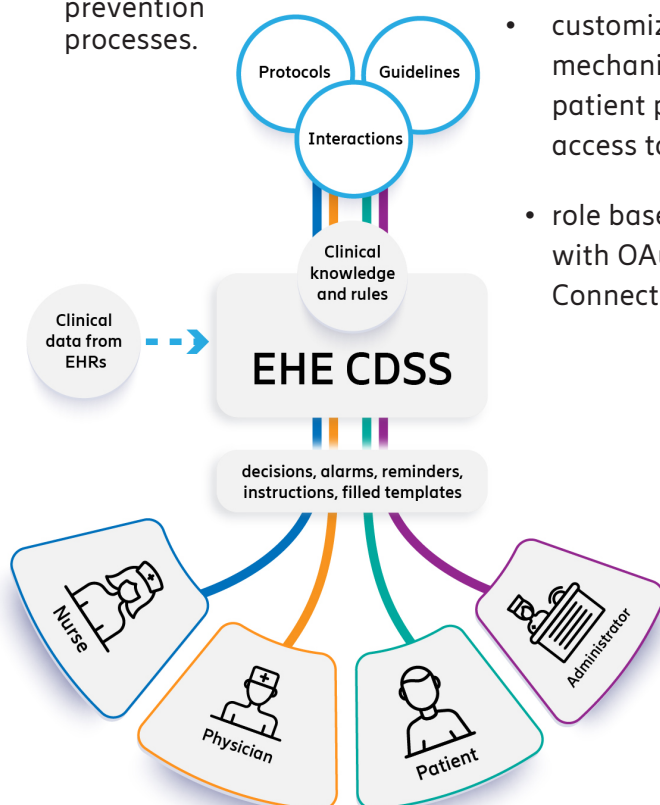 prevention
processes.
customiz
mechani
patient p
access to
role base
with OAu
Connect
Protocols
Guidelines
Interactions
Clinical
knowledge
and rules
Clinical
data from
EHRs
EHE CDSS
decisions, alarms, reminders,
instructions, filled templates
Nurse
Physician
Patient
Administrator